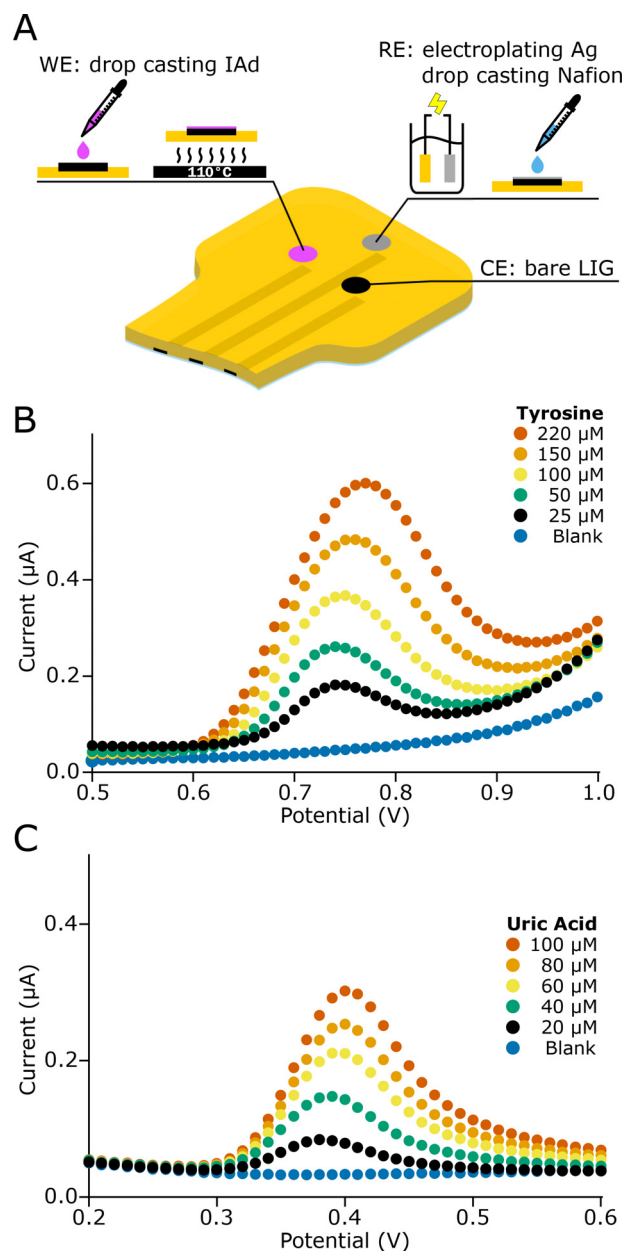 A
WE: drop casting IAd
RE: electroplating Ag
drop casting Nafion
110°C
CE: bare LIG
B
Tyrosine
220 µM
150 µM
100 µM
50 µM
25 µM
Blank
0.6
0.4
0.2
0.0
Current (µA)
0.5 0.6 0.7 0.8 0.9 1.0
Potential (V)
C
Uric Acid
100 µM
80 µM
60 µM
40 µM
20 µM
Blank
0.4
0.2
0.0
Current (µA)
0.2 0.3 0.4 0.5 0.6
Potential (V)